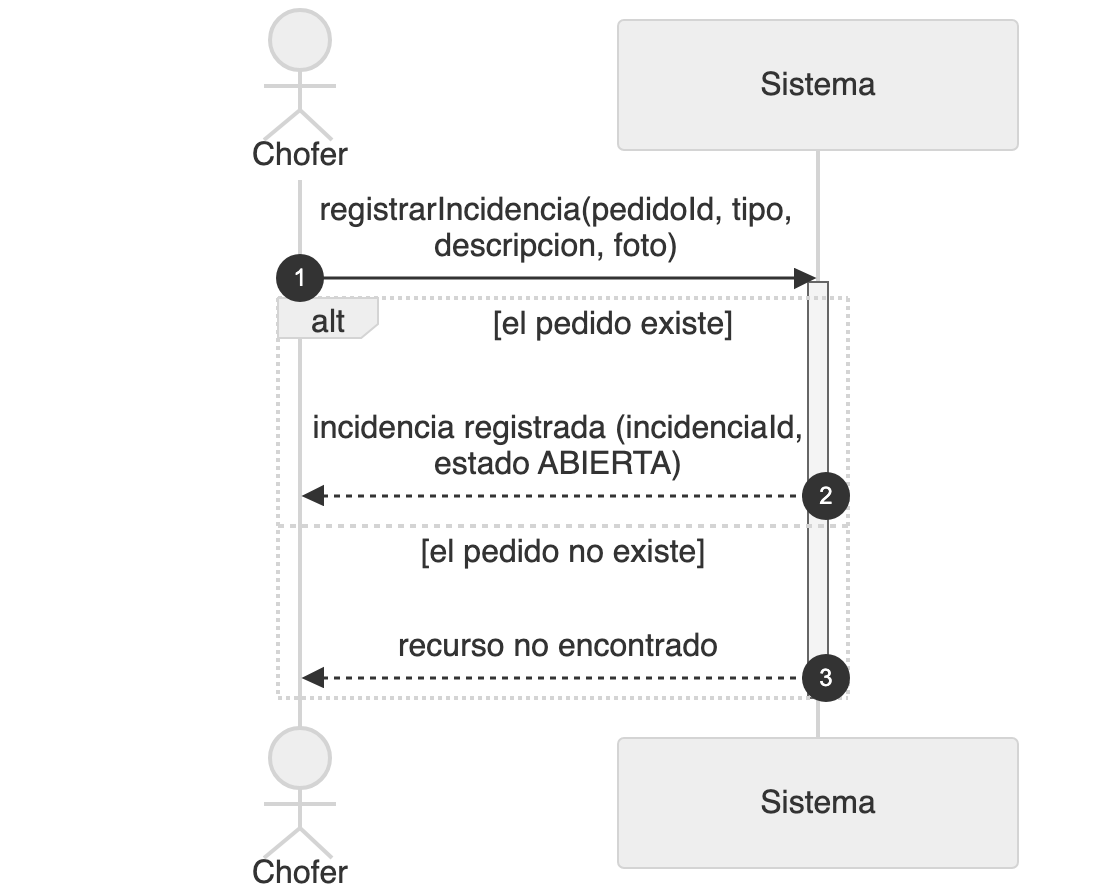 Sistema
Chofer
registrarIncidencia(pedidoId, tipo,
descripcion, foto)
1
alt
[el pedido existe]
incidencia registrada (incidenciaId,
estado ABIERTA)
2
[el pedido no existe]
recurso no encontrado
3
Sistema
Chofer